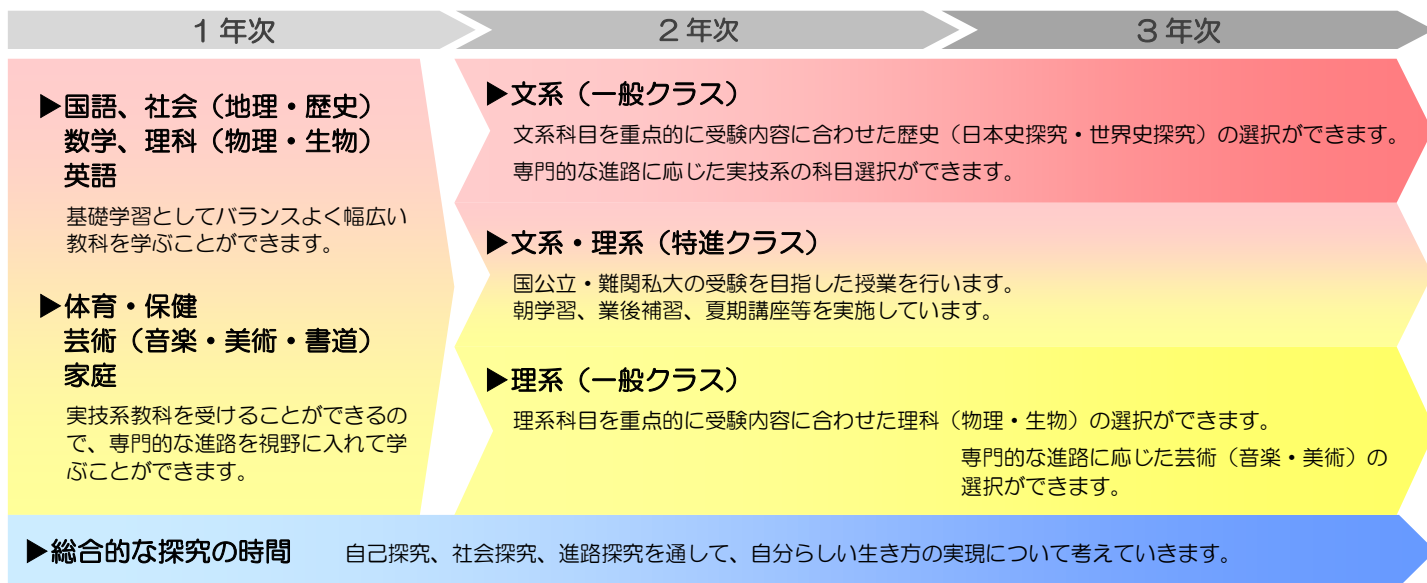 1年次
2年次
3年次
▶国語、社会（地理・歴史）
数学、理科（物理・生物）
英語
基礎学習としてバランスよく幅広い
教科を学ぶことができます。
▶体育・保健
芸術（音楽・美術・書道）
家庭
実技系教科を受けることができるの
で、専門的な進路を視野に入れて学
ぶことができます。
▶文系（一般クラス）
文系科目を重点的に受験内容に合わせた歴史（日本史探究・世界史探究）の選択ができます。
専門的な進路に応じた実技系の科目選択ができます。
▶文系・理系（特進クラス）
国公立・難関私大の受験を目指した授業を行います。
朝学習、業後補習、夏期講座等を実施しています。
▶理系（一般クラス）
理系科目を重点的に受験内容に合わせた理科（物理・生物）の選択ができます。
専門的な進路に応じた芸術（音楽・美術）の
選択ができます。
▶総合的な探究の時間 自己探究、社会探究、進路探究を通して、自分らしい生き方の実現について考えていきます。